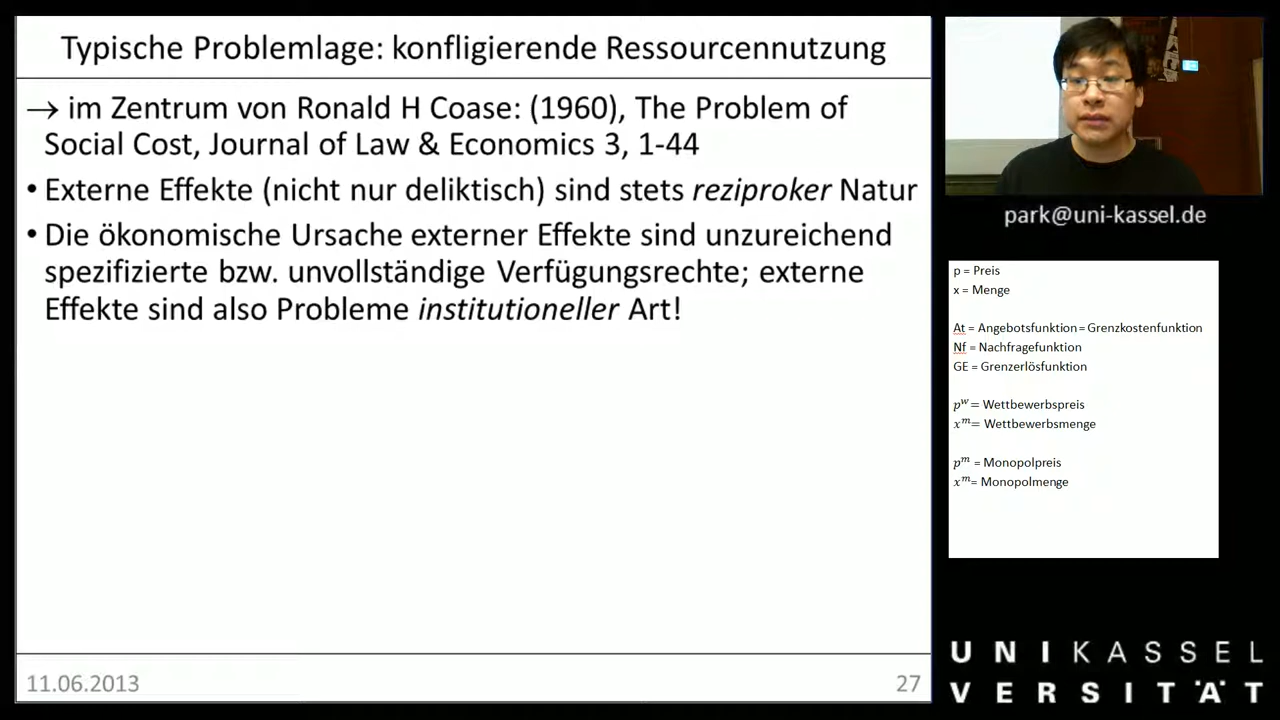 Typische Problemlage: konfligierende Ressourcennutzung
→ im Zentrum von Ronald H Coase: (1960), The Problem of
Social Cost, Journal of Law & Economics 3, 1-44
• Externe Effekte (nicht nur deliktisch) sind stets reziproker Natur
• Die ökonomische Ursache externer Effekte sind unzureichend
spezifizierte bzw. unvollständige Verfügungsrechte; externe
Effekte sind also Probleme institutioneller Art!
11.06.2013
27
park@uni-kassel.de
p = Preis
x = Menge
At = Angebotsfunktion = Grenzkostenfunktion
Nf = Nachfragefunktion
GE = Grenzerlösfunktion
p^w = Wettbewerbspreis
x^m = Wettbewerbsmenge
p^m = Monopolpreis
x^m = Monopolmenge
UNIKASSEL
VERSITÄT